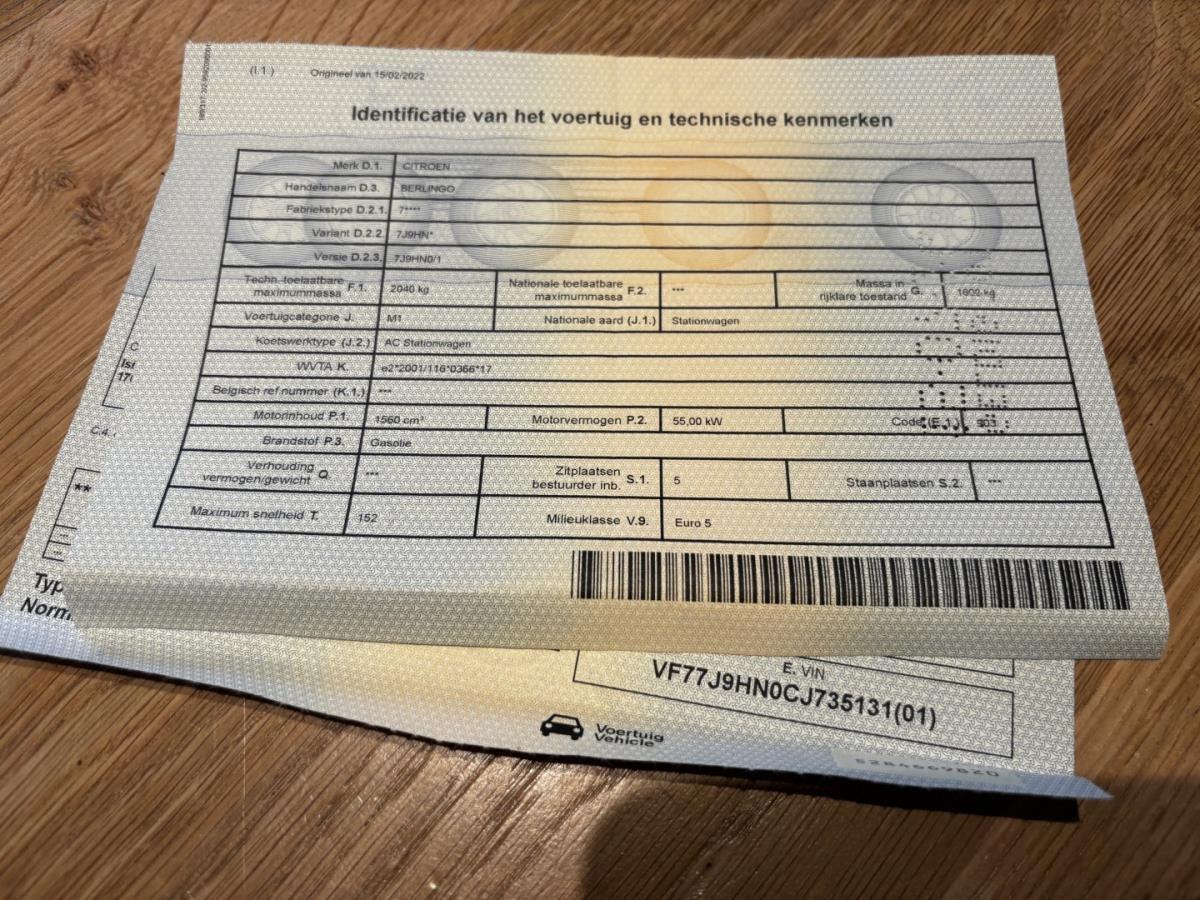 (I.1.) Origineel van 15/02/2022
Identificatie van het voertuig en technische kenmerken
Merk D.1. CITROEN
Handelsnaam D.3. BERLINGO
Fabriekstype D.2.1. 7****
Variant D.2.2. 7J9HN*
Versie D.2.3. 7J9HN0/1
Techn. toelaatbare maximummassa F.1. 2040 kg Nationale toelaatbare maximummassa F.2. *** Massa in rijklare toestand G. kg
Voertuigcategorie J. M1 Nationale aard (J.1.) Stationwagen
Koetswerktype (J.2.) AC Stationwagen
WVTA K. e2*2001/116*0366*17
Belgisch ref nummer (K.1.) ***
Motorinhoud P.1. 1560 cm³ Motorvermogen P.2. 55,00 kW Code (E.1.)
Brandstof P.3. Gasolie
Verhouding vermogen/gewicht Q. *** Zitplaatsen bestuurder inb. S.1. 5 Staanplaatsen S.2. ***
Maximum snelheid T. 152 Milieuklasse V.9. Euro 5
C
C.4.
**
Typ
Norm
E. VIN
VF77J9HN0CJ735131(01)
Voertuig
Vehicle